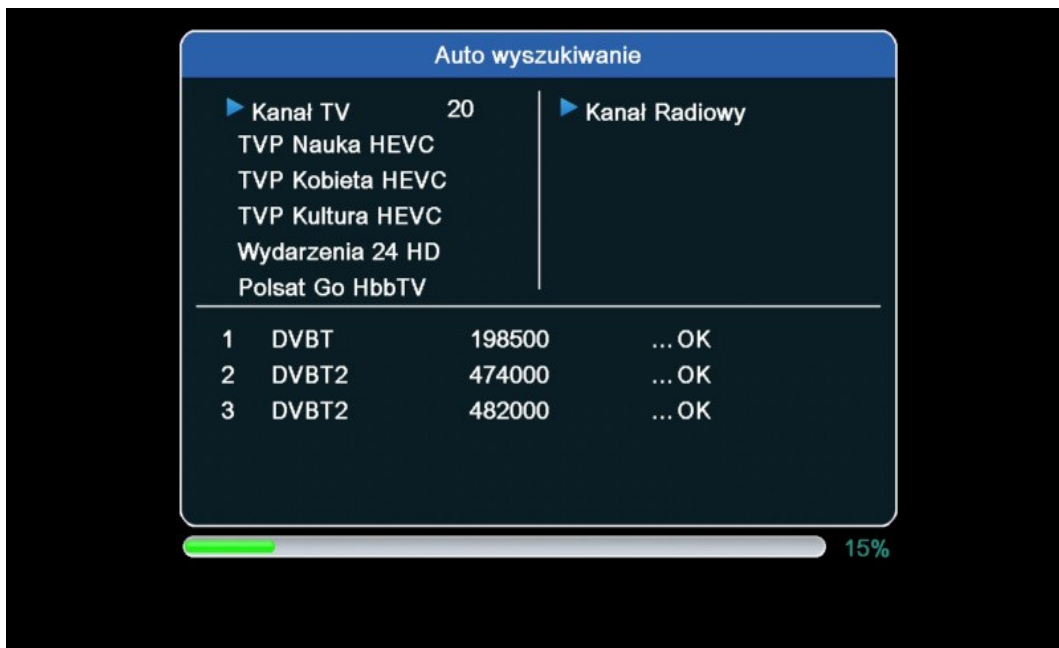 Auto wyszukiwanie
Kanał TV 20
TVP Nauka HEVC
TVP Kobieta HEVC
TVP Kultura HEVC
Wydarzenia 24 HD
Polsat Go HbbTV
Kanał Radiowy
1 DVBT 198500 ...OK
2 DVBT2 474000 ...OK
3 DVBT2 482000 ...OK
15%